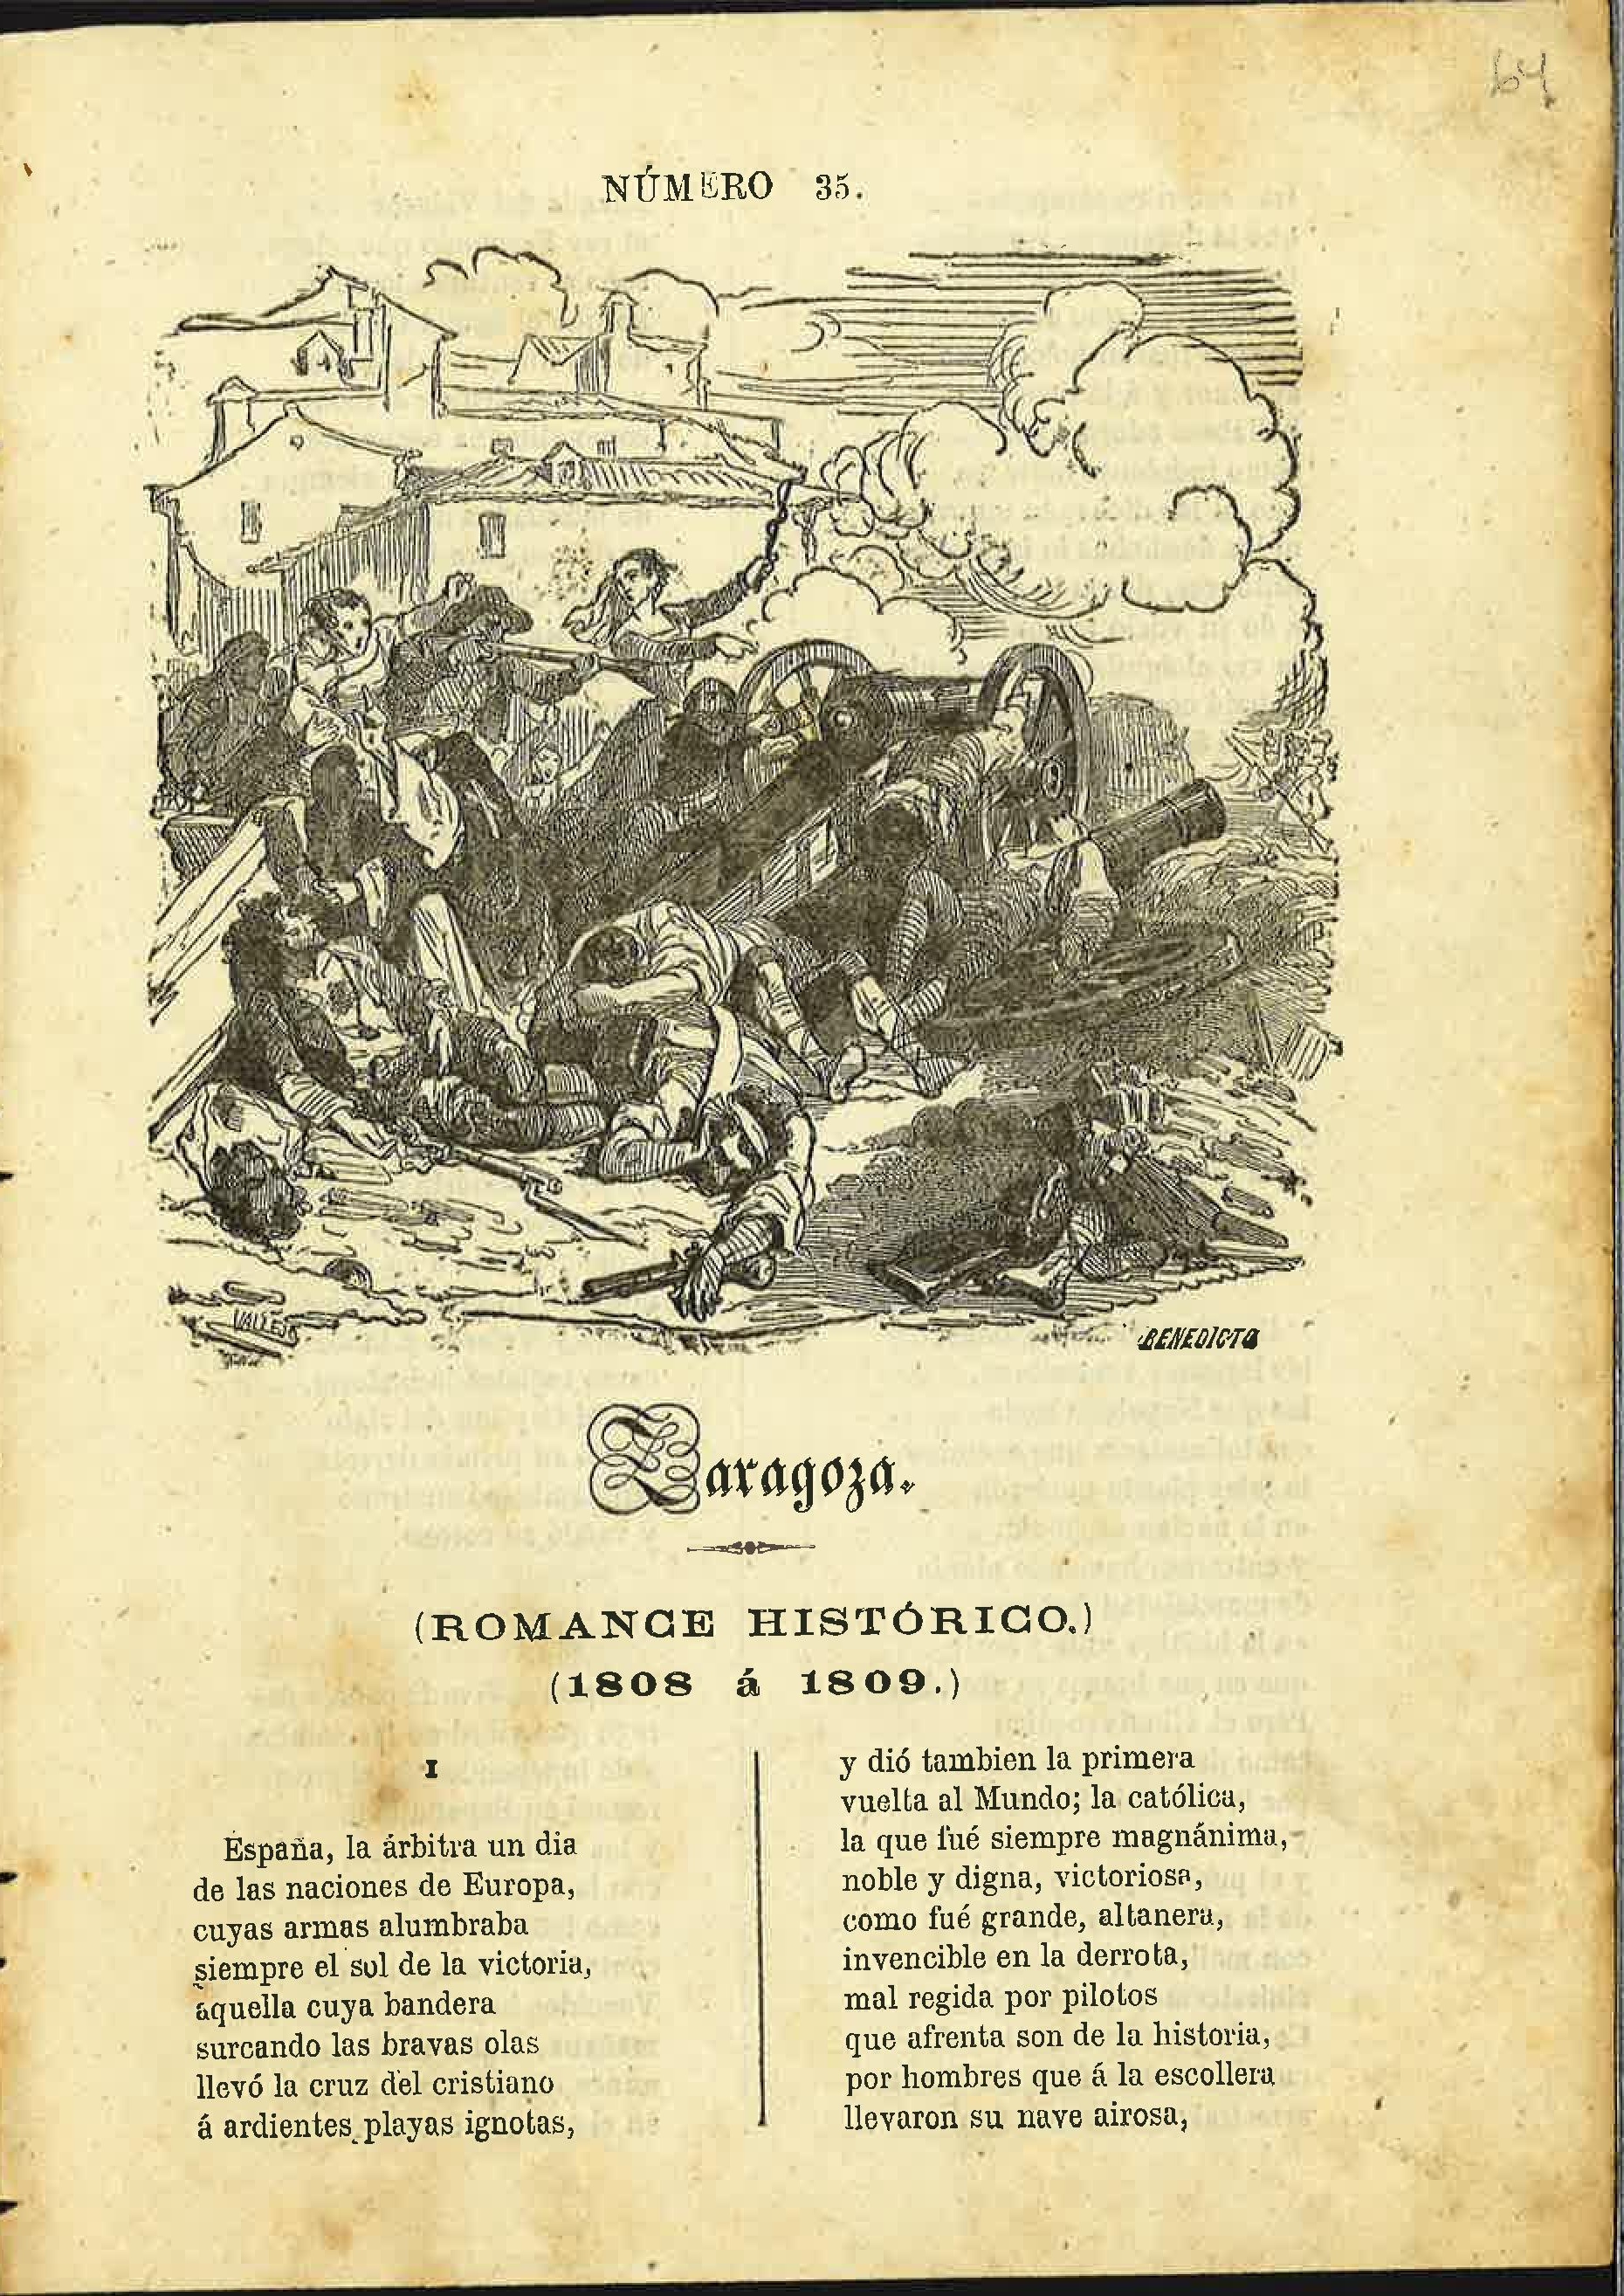 64
NÚMERO 35.
VALLEJO
BENEDICTO
Zaragoza.
(ROMANCE HISTÓRICO.)
(1808 á 1809.)
I
España, la árbitra un dia
de las naciones de Europa,
cuyas armas alumbraba
siempre el sol de la victoria,
aquella cuya bandera
surcando las bravas olas
llevó la cruz del cristiano
á ardientes playas ignotas,
y dió tambien la primera
vuelta al Mundo; la católica,
la que fué siempre magnánima,
noble y digna, victoriosa,
como fué grande, altanera,
invencible en la derrota,
mal regida por pilotos
que afrenta son de la historia,
por hombres que á la escollera
llevaron su nave airosa,